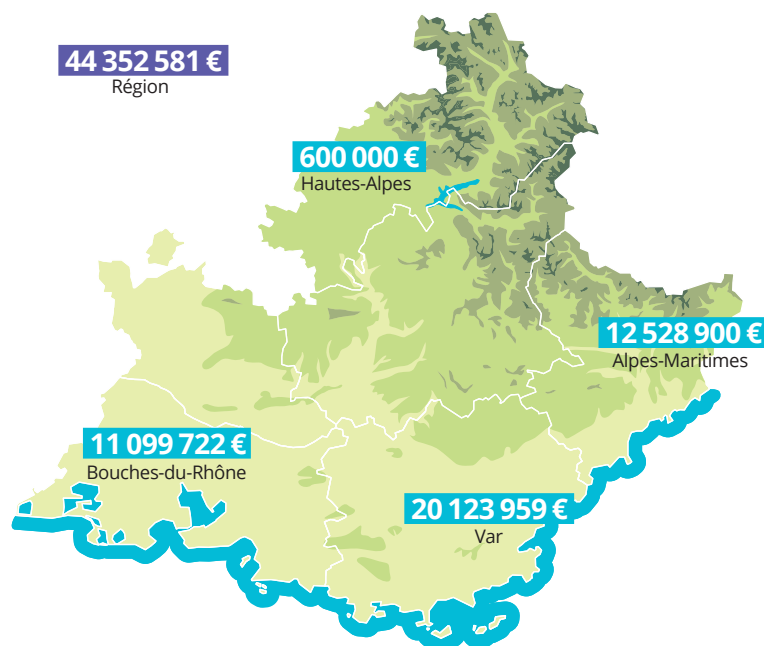 44 352 581 €
Région
600 000 €
Hautes-Alpes
12 528 900 €
Alpes-Maritimes
11 099 722 €
Bouches-du-Rhône
20 123 959 €
Var